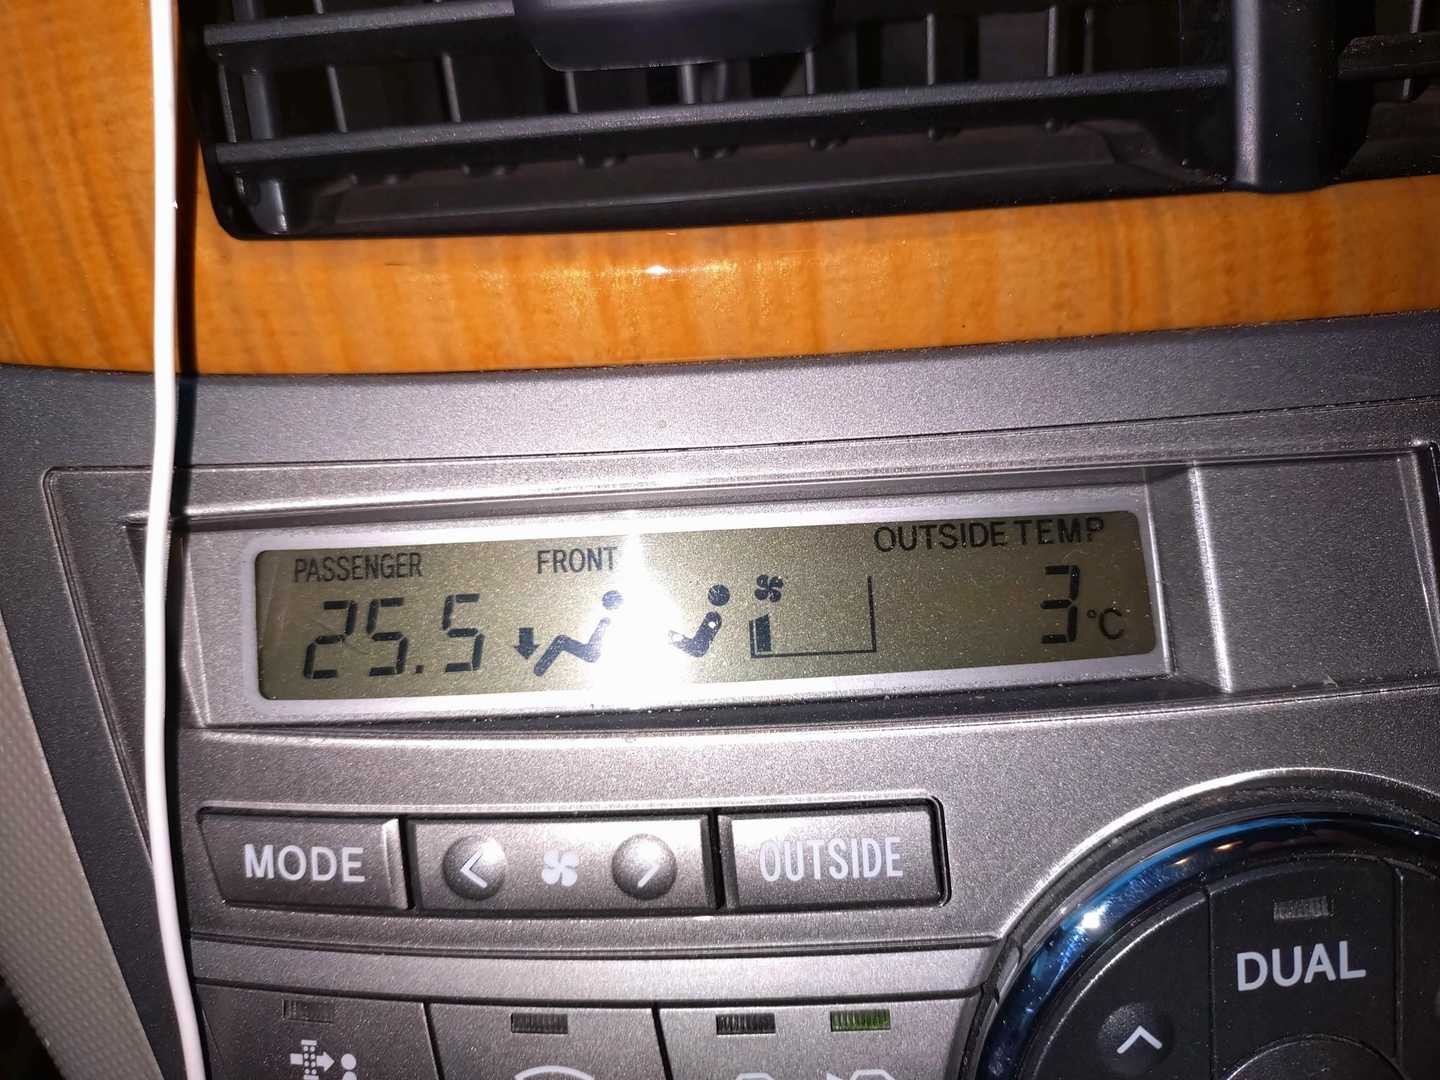 PASSENGER FRONT OUTSIDE TEMP
25.5 3°C
MODE < > OUTSIDE
DUAL